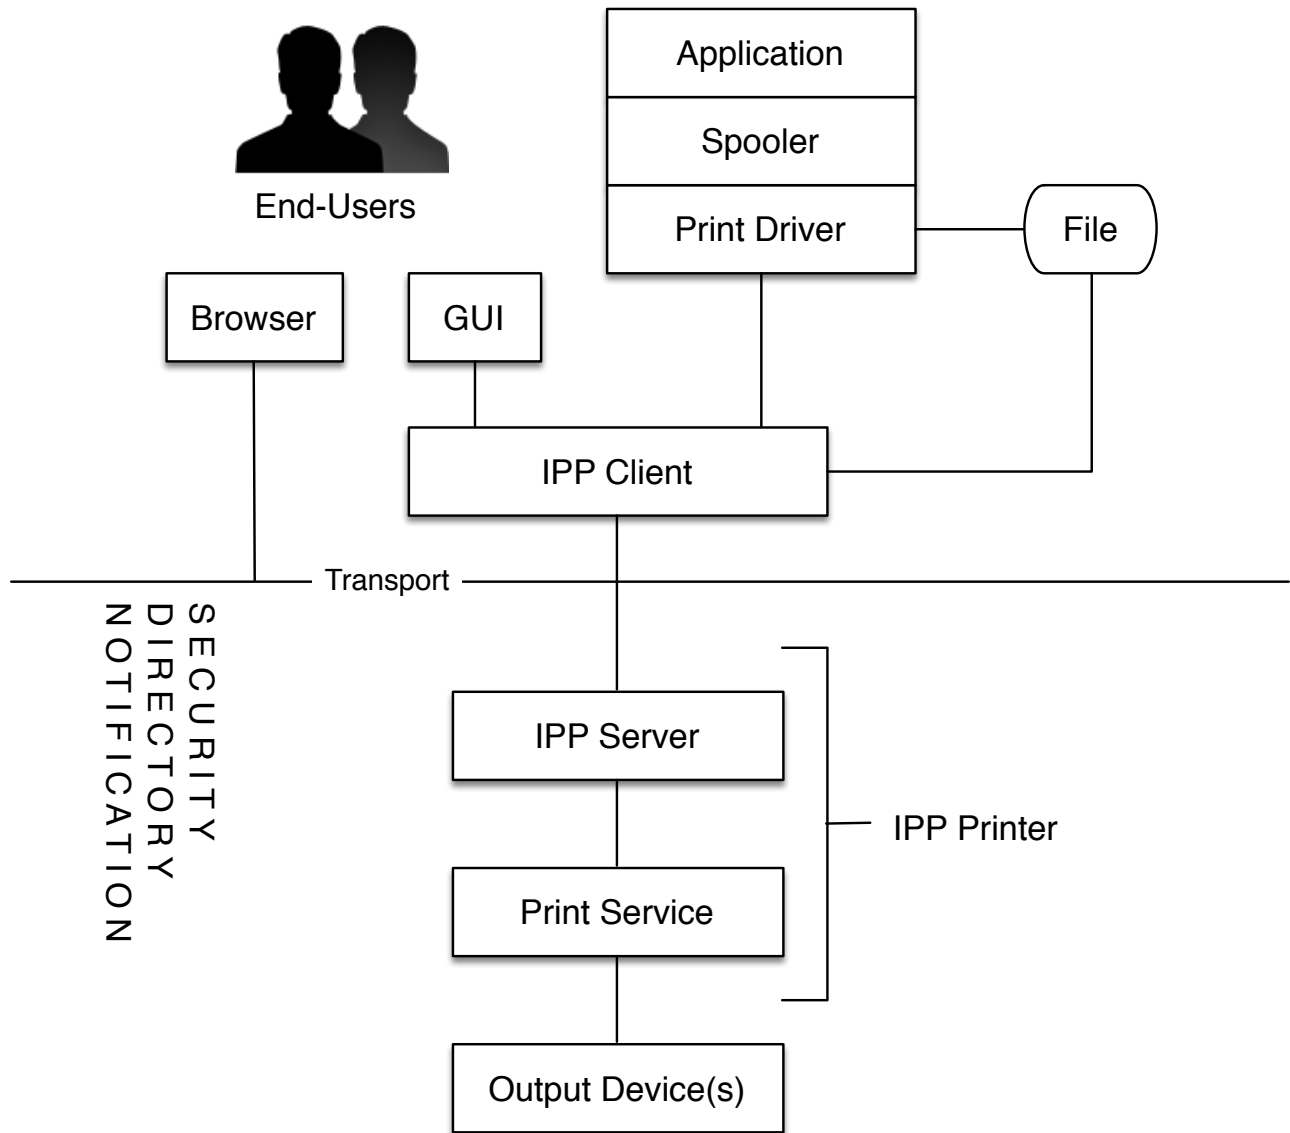 Application
Spooler
End-Users
Print Driver
File
Browser
GUI
IPP Client
Transport
SECURITY
DIRECTORY
NOTIFICATION
IPP Server
IPP Printer
Print Service
Output Device(s)